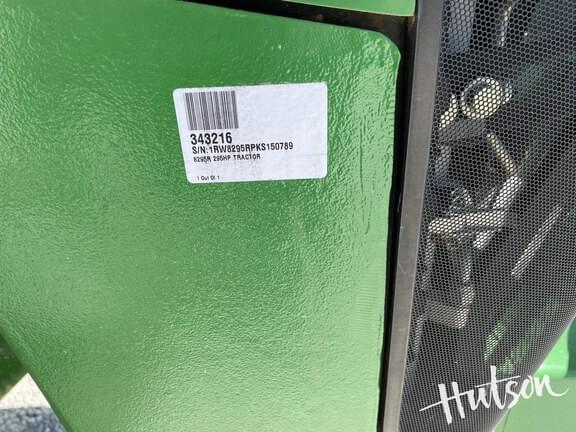 343216
S/N:1RW8295RPKS150789
8295R 295HP TRACTOR
1 Out Of 1
Hutson